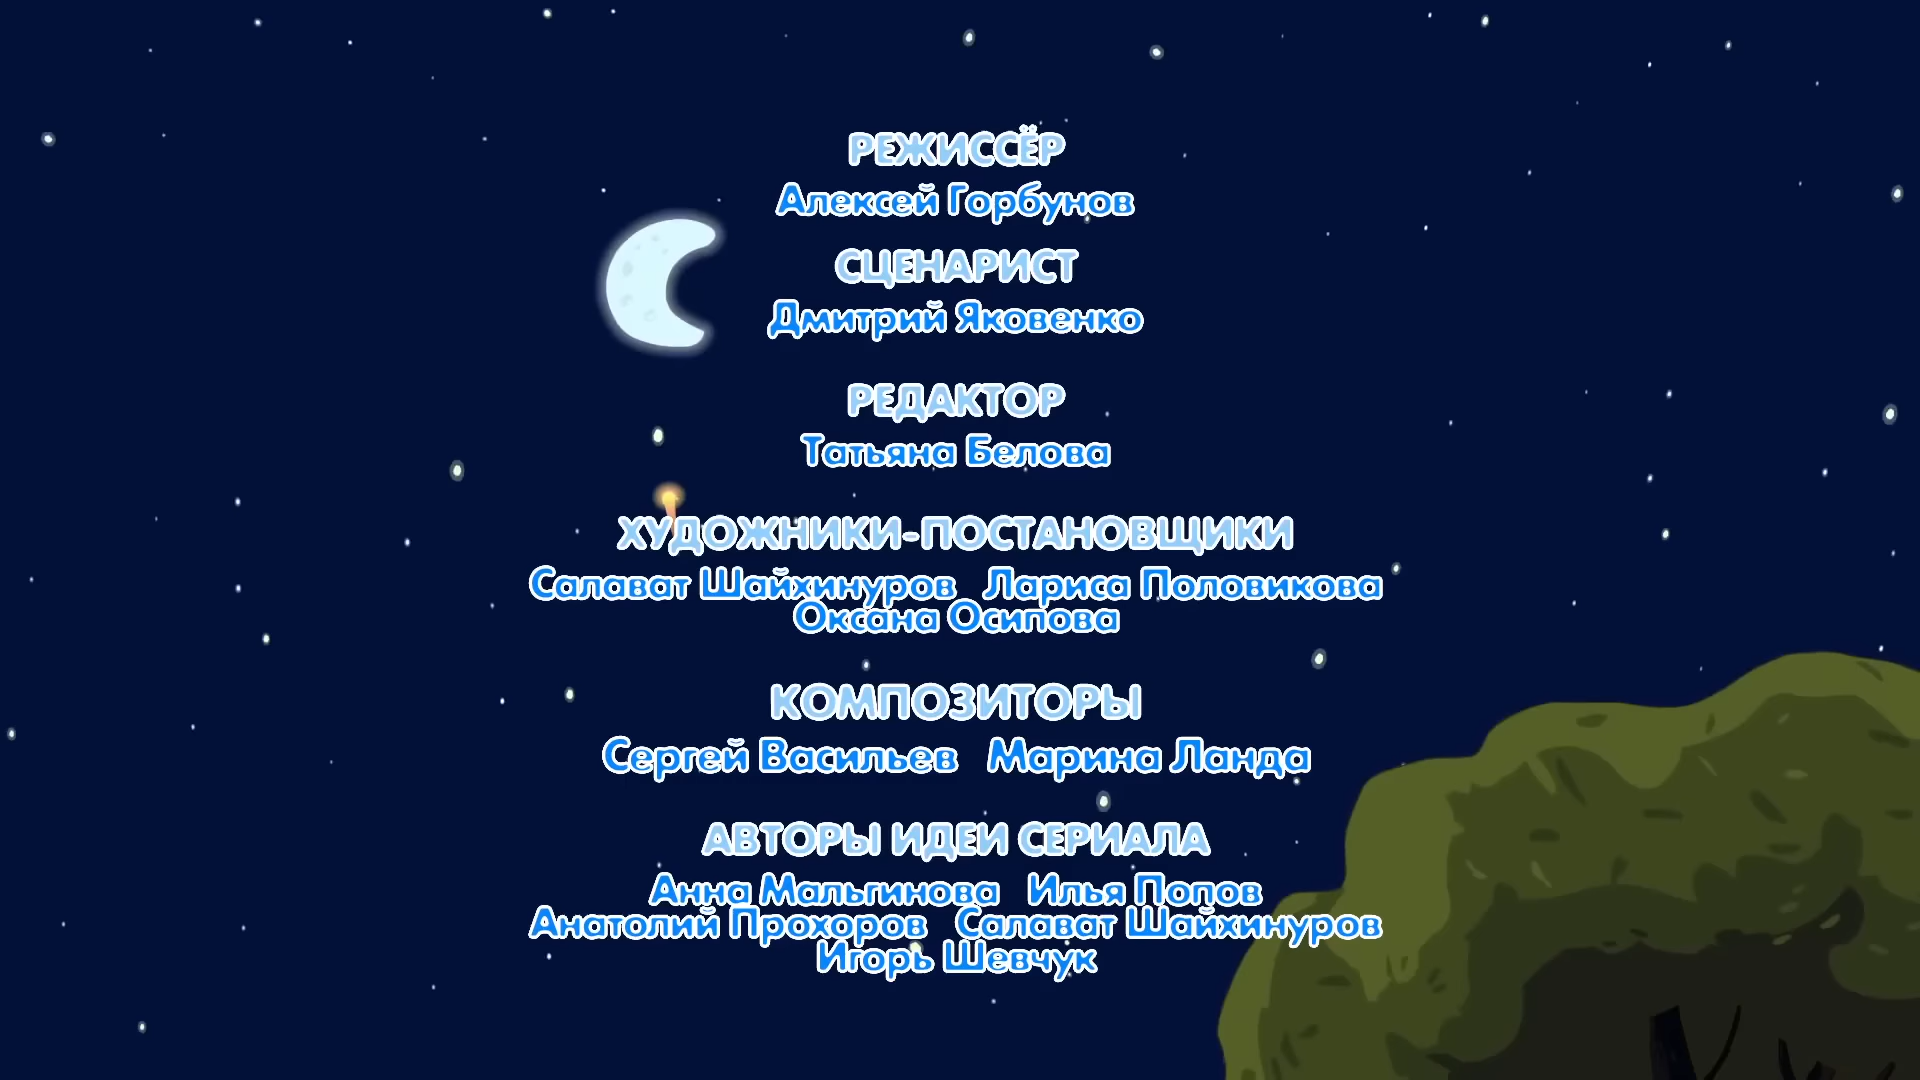 РЕЖИССЁР
Алексей Горбунов
СЦЕНАРИСТ
Дмитрий Яковенко
РЕДАКТОР
Татьяна Белова
ХУДОЖНИКИ-ПОСТАНОВЩИКИ
Салават Шайхинуров Лариса Половикова
Оксана Осипова
КОМПОЗИТОРЫ
Сергей Васильев Марина Ланда
АВТОРЫ ИДЕИ СЕРИАЛА
Анна Мальгинова Илья Попов
Анатолий Прохоров Салават Шайхинуров
Игорь Шевчук